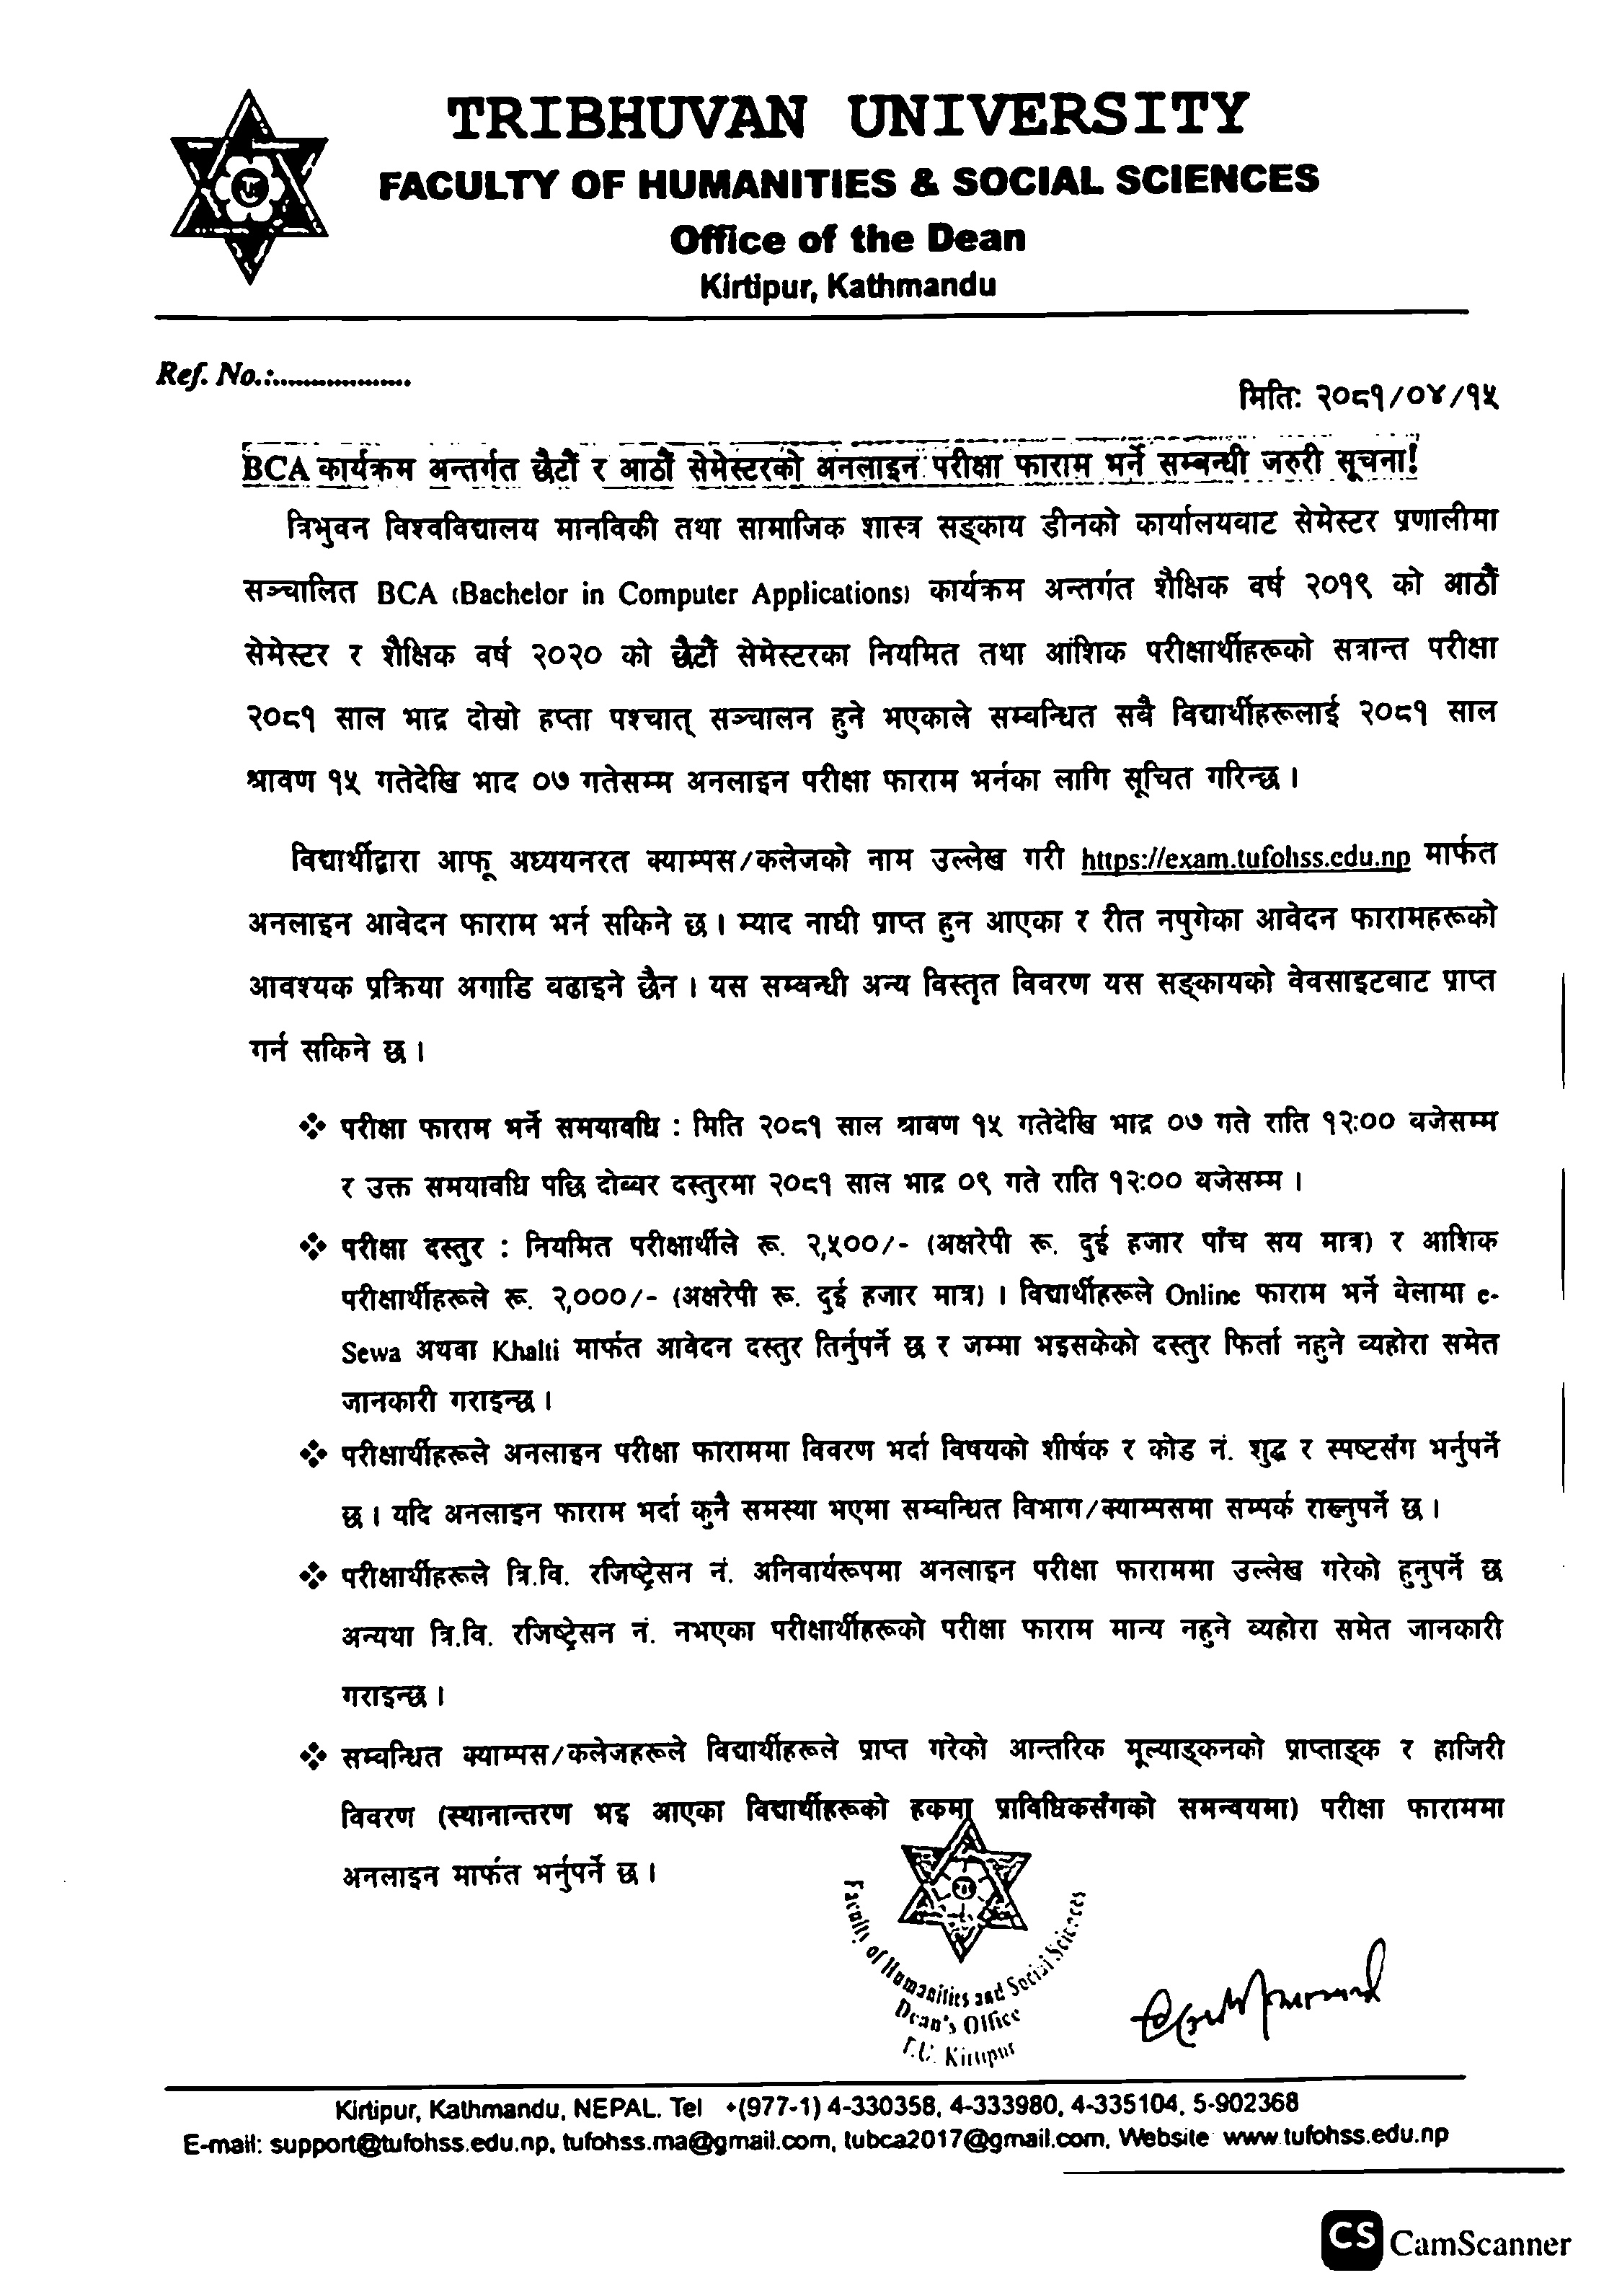 TRIBHUVAN UNIVERSITY
FACULTY OF HUMANITIES & SOCIAL SCIENCES
Office of the Dean
Kirtipur, Kathmandu
Ref. No.:...................
मितिः २०८१/०४/१५
BCA कार्यक्रम अन्तर्गत छैटौं र आठौं सेमेस्टरको अनलाइन परीक्षा फाराम भर्ने सम्बन्धी जरुरी सूचना!
त्रिभुवन विश्वविद्यालय मानविकी तथा सामाजिक शास्त्र सङ्काय डीनको कार्यालयबाट सेमेस्टर प्रणालीमा
सञ्चालित BCA (Bachelor in Computer Applications) कार्यक्रम अन्तर्गत शैक्षिक वर्ष २०१९ को आठौं
सेमेस्टर र शैक्षिक वर्ष २०२० को छैटौं सेमेस्टरका नियमित तथा आंशिक परीक्षार्थीहरूको सत्रान्त परीक्षा
२०८१ साल भाद्र दोस्रो हप्ता पश्चात् सञ्चालन हुने भएकाले सम्बन्धित सबै विद्यार्थीहरूलाई २०८१ साल
श्रावण १५ गतेदेखि भाद ०७ गतेसम्म अनलाइन परीक्षा फाराम भर्नका लागि सूचित गरिन्छ ।
विद्यार्थीद्वारा आफू अध्ययनरत क्याम्पस/कलेजको नाम उल्लेख गरी https://exam.tufohss.edu.np मार्फत
अनलाइन आवेदन फाराम भर्न सकिने छ । म्याद नाघी प्राप्त हुन आएका र रीत नपुगेका आवेदन फारामहरूको
आवश्यक प्रक्रिया अगाडि बढाइने छैन । यस सम्बन्धी अन्य विस्तृत विवरण यस सङ्कायको वेवसाइटबाट प्राप्त
गर्न सकिने छ ।
❖ परीक्षा फाराम भर्ने समयावधि : मिति २०८१ साल श्रावण १५ गतेदेखि भाद्र ०७ गते राति १२:०० बजेसम्म
र उक्त समयावधि पछि दोब्बर दस्तुरमा २०८१ साल भाद्र ०९ गते राति १२:०० बजेसम्म ।
❖ परीक्षा दस्तुर : नियमित परीक्षार्थीले रू. २,५००/- (अक्षरेपी रू. दुई हजार पाँच सय मात्र) र आंशिक
परीक्षार्थीहरूले रू. २,०००/- (अक्षरेपी रू. दुई हजार मात्र) । विद्यार्थीहरूले Online फाराम भर्ने बेलामा e-
Sewa अथवा Khalti मार्फत आवेदन दस्तुर तिर्नुपर्ने छ र जम्मा भइसकेको दस्तुर फिर्ता नहुने व्यहोरा समेत
जानकारी गराइन्छ ।
❖ परीक्षार्थीहरूले अनलाइन परीक्षा फाराममा विवरण भर्दा विषयको शीर्षक र कोड नं. शुद्ध र स्पष्टसँग भर्नुपर्ने
छ । यदि अनलाइन फाराम भर्दा कुनै समस्या भएमा सम्बन्धित विभाग/क्याम्पसमा सम्पर्क राख्नुपर्ने छ ।
❖ परीक्षार्थीहरूले त्रि.वि. रजिष्ट्रेसन नं. अनिवार्यरूपमा अनलाइन परीक्षा फाराममा उल्लेख गरेको हुनुपर्ने छ
अन्यथा त्रि.वि. रजिष्ट्रेसन नं. नभएका परीक्षार्थीहरूको परीक्षा फाराम मान्य नहुने व्यहोरा समेत जानकारी
गराइन्छ ।
❖ सम्बन्धित क्याम्पस/कलेजहरूले विद्यार्थीहरूले प्राप्त गरेको आन्तरिक मूल्याङ्कनको प्राप्ताङ्क र हाजिरी
विवरण (स्थानान्तरण भइ आएका विद्यार्थीहरूको हकमा प्राविधिकसँगको समन्वयमा) परीक्षा फाराममा
अनलाइन मार्फत भर्नुपर्ने छ ।
Faculty of Humanities and Social Sciences
Dean's Office
T.U. Kirtipur
Kirtipur, Kathmandu, NEPAL. Tel +(977-1) 4-330358, 4-333980, 4-335104, 5-902368
E-mail: support@tufohss.edu.np, tufohss.ma@gmail.com, tubca2017@gmail.com, Website www.tufohss.edu.np
CS CamScanner